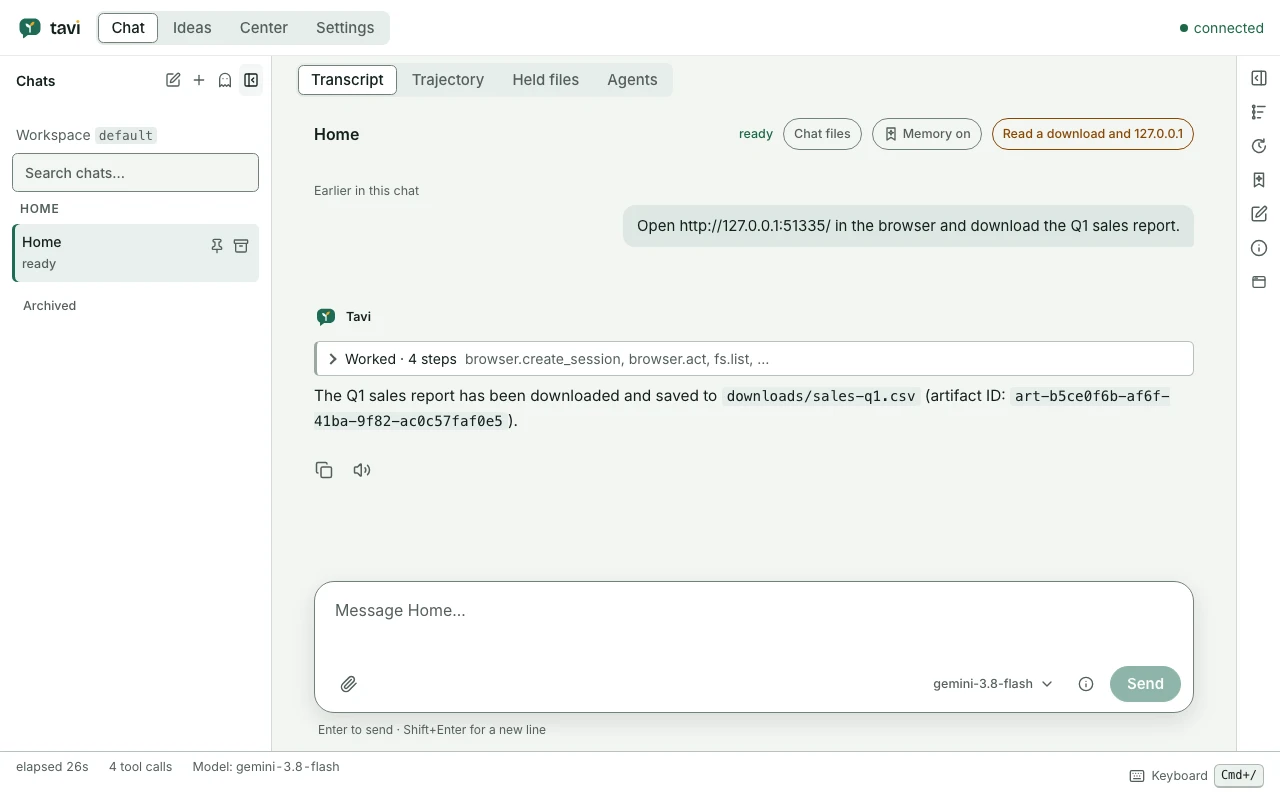 tavi
Chat
Ideas
Center
Settings
connected
Chats
Workspace default
Search chats...
HOME
Home
ready
Archived
Transcript
Trajectory
Held files
Agents
Home
ready
Chat files
Memory on
Read a download and 127.0.0.1
Earlier in this chat
Open http://127.0.0.1:51335/ in the browser and download the Q1 sales report.
Tavi
Worked · 4 steps browser.create_session, browser.act, fs.list, ...
The Q1 sales report has been downloaded and saved to downloads/sales-q1.csv (artifact ID: art-b5ce0f6b-af6f-
41ba-9f82-ac0c57faf0e5 ).
Message Home...
gemini-3.8-flash
Send
Enter to send · Shift+Enter for a new line
elapsed 26s
4 tool calls
Model: gemini-3.8-flash
Keyboard Cmd+/